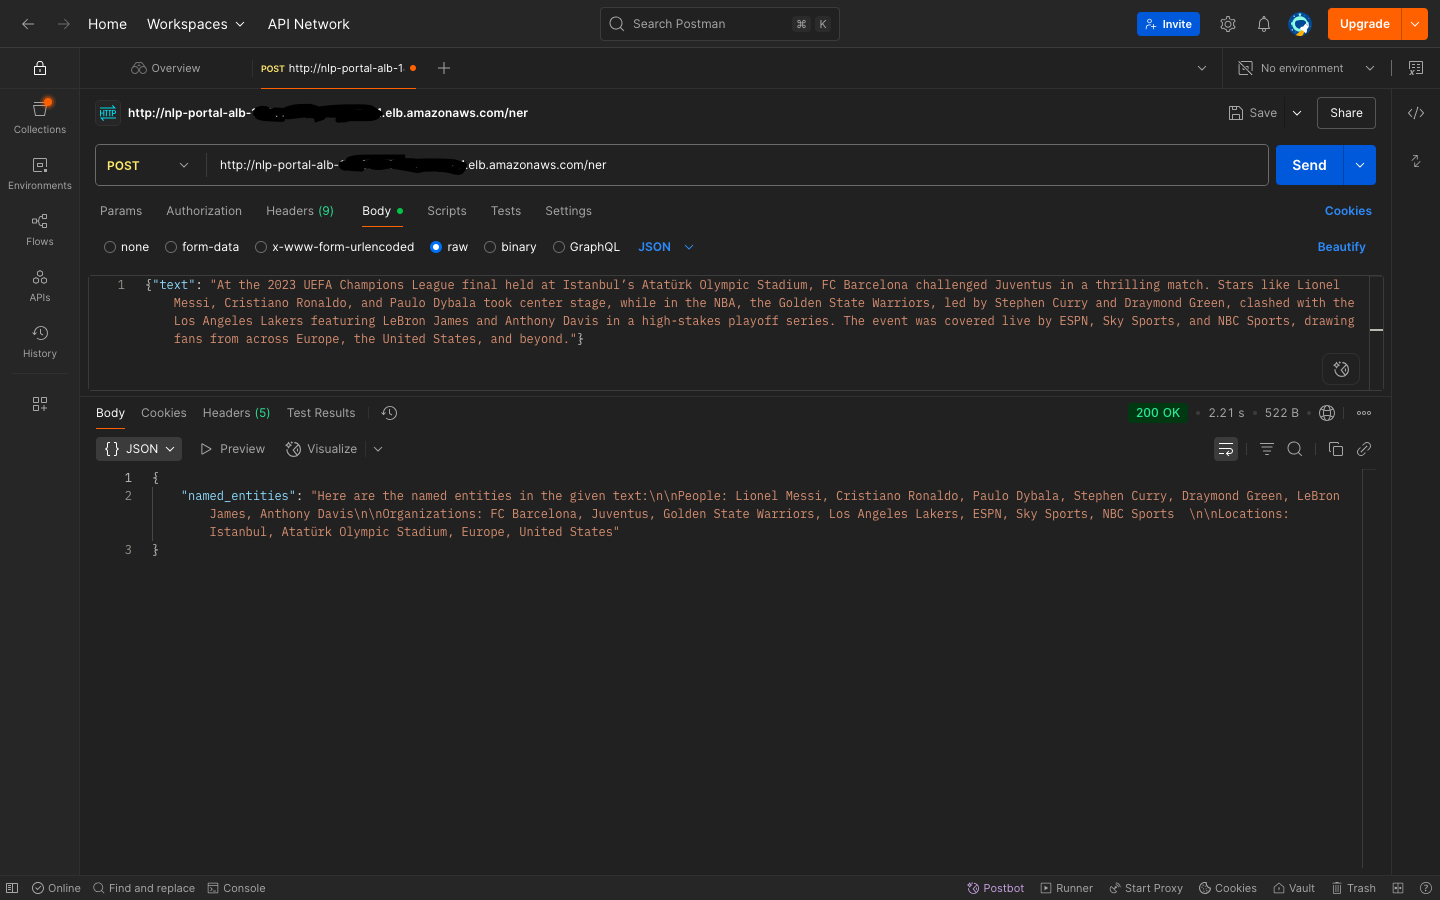 Home Workspaces API Network Search Postman ⌘ K Invite Upgrade
Overview POST http://nlp-portal-alb-1 No environment
HTTP http://nlp-portal-alb- .elb.amazonaws.com/ner Save Share
POST http://nlp-portal-alb- .elb.amazonaws.com/ner Send
Params Authorization Headers (9) Body Scripts Tests Settings Cookies
none form-data x-www-form-urlencoded raw binary GraphQL JSON Beautify
1 {"text": "At the 2023 UEFA Champions League final held at Istanbul’s Atatürk Olympic Stadium, FC Barcelona challenged Juventus in a thrilling match. Stars like Lionel
Messi, Cristiano Ronaldo, and Paulo Dybala took center stage, while in the NBA, the Golden State Warriors, led by Stephen Curry and Draymond Green, clashed with the
Los Angeles Lakers featuring LeBron James and Anthony Davis in a high-stakes playoff series. The event was covered live by ESPN, Sky Sports, and NBC Sports, drawing
fans from across Europe, the United States, and beyond."}
Collections
Environments
Flows
APIs
History
Body Cookies Headers (5) Test Results 200 OK • 2.21 s • 522 B •
{} JSON Preview Visualize
1 {
2 "named_entities": "Here are the named entities in the given text:\n\nPeople: Lionel Messi, Cristiano Ronaldo, Paulo Dybala, Stephen Curry, Draymond Green, LeBron
James, Anthony Davis\n\nOrganizations: FC Barcelona, Juventus, Golden State Warriors, Los Angeles Lakers, ESPN, Sky Sports, NBC Sports  \n\nLocations:
Istanbul, Atatürk Olympic Stadium, Europe, United States"
3 }
Online Find and replace Console Postbot Runner Start Proxy Cookies Vault Trash